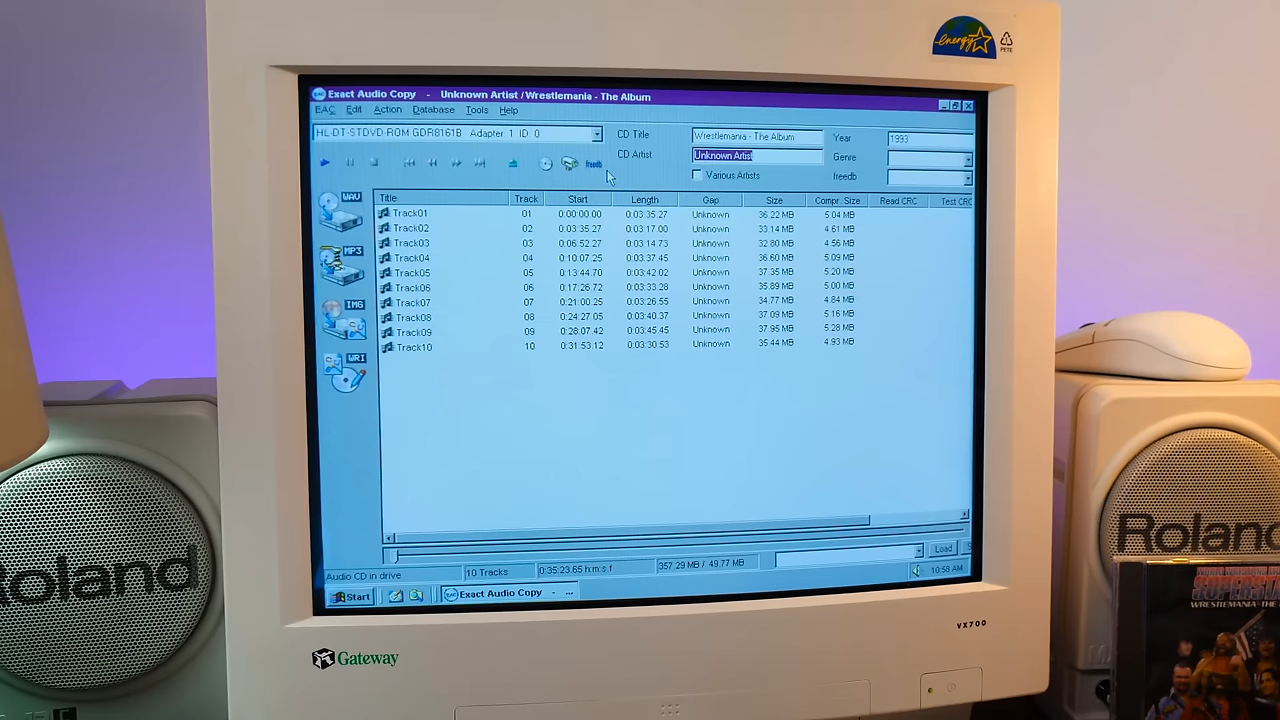 energy
PETE
EAC Exact Audio Copy - Unknown Artist / Wrestlemania - The Album
EAC Edit Action Database Tools Help
HL-DT-STDVD-ROM GDR8161B Adapter: 1 ID: 0
CD Title Wrestlemania - The Album Year 1993
CD Artist Unknown Artist Genre
Various Artists freedb
freedb
WAV
MP3
IMG
WRI
Title Track Start Length Gap Size Compr. Size Read CRC Test CRC
Track01 01 0:00:00.00 0:03:35.27 Unknown 36.22 MB 5.04 MB
Track02 02 0:03:35.27 0:03:17.00 Unknown 33.14 MB 4.61 MB
Track03 03 0:06:52.27 0:03:14.73 Unknown 32.80 MB 4.56 MB
Track04 04 0:10:07.25 0:03:37.45 Unknown 36.60 MB 5.09 MB
Track05 05 0:13:44.70 0:03:42.02 Unknown 37.35 MB 5.20 MB
Track06 06 0:17:26.72 0:03:33.28 Unknown 35.89 MB 5.00 MB
Track07 07 0:21:00.25 0:03:26.55 Unknown 34.77 MB 4.84 MB
Track08 08 0:24:27.05 0:03:40.37 Unknown 37.09 MB 5.16 MB
Track09 09 0:28:07.42 0:03:45.45 Unknown 37.95 MB 5.28 MB
Track10 10 0:31:53.12 0:03:30.53 Unknown 35.44 MB 4.93 MB
Load
Audio CD in drive 10 Tracks 0:35:23.65 h:m:s.f 357.29 MB / 49.77 MB
Start EAC Exact Audio Copy - ... 10:58 AM
VX700
Gateway
Roland
Roland
WRESTLEMANIA-THE